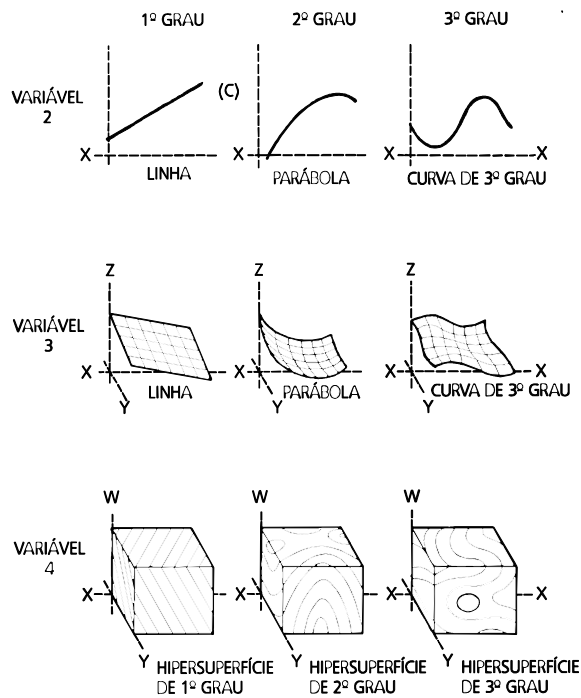 1º GRAU 2º GRAU 3º GRAU
VARIÁVEL
2
(C)
X X
LINHA PARÁBOLA CURVA DE 3º GRAU
Z Z Z
VARIÁVEL
3
X X X
LINHA PARÁBOLA CURVA DE 3º GRAU
Y Y Y
W W W
VARIÁVEL
4
X X X X
Y Y Y
HIPERSUPERFÍCIE HIPERSUPERFÍCIE HIPERSUPERFÍCIE
DE 1º GRAU DE 2º GRAU DE 3º GRAU